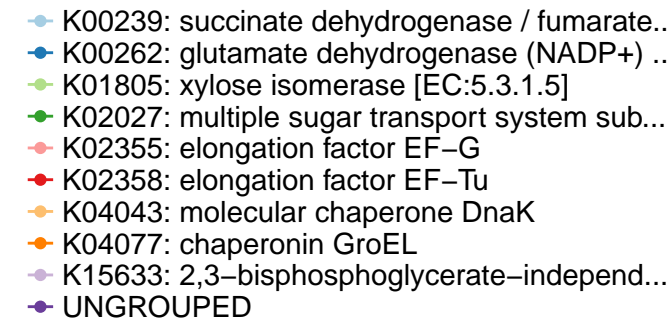 K00239: succinate dehydrogenase / fumarate..
K00262: glutamate dehydrogenase (NADP+) ..
K01805: xylose isomerase [EC:5.3.1.5]
K02027: multiple sugar transport system sub...
K02355: elongation factor EF−G
K02358: elongation factor EF−Tu
K04043: molecular chaperone DnaK
K04077: chaperonin GroEL
K15633: 2,3−bisphosphoglycerate−independ...
UNGROUPED